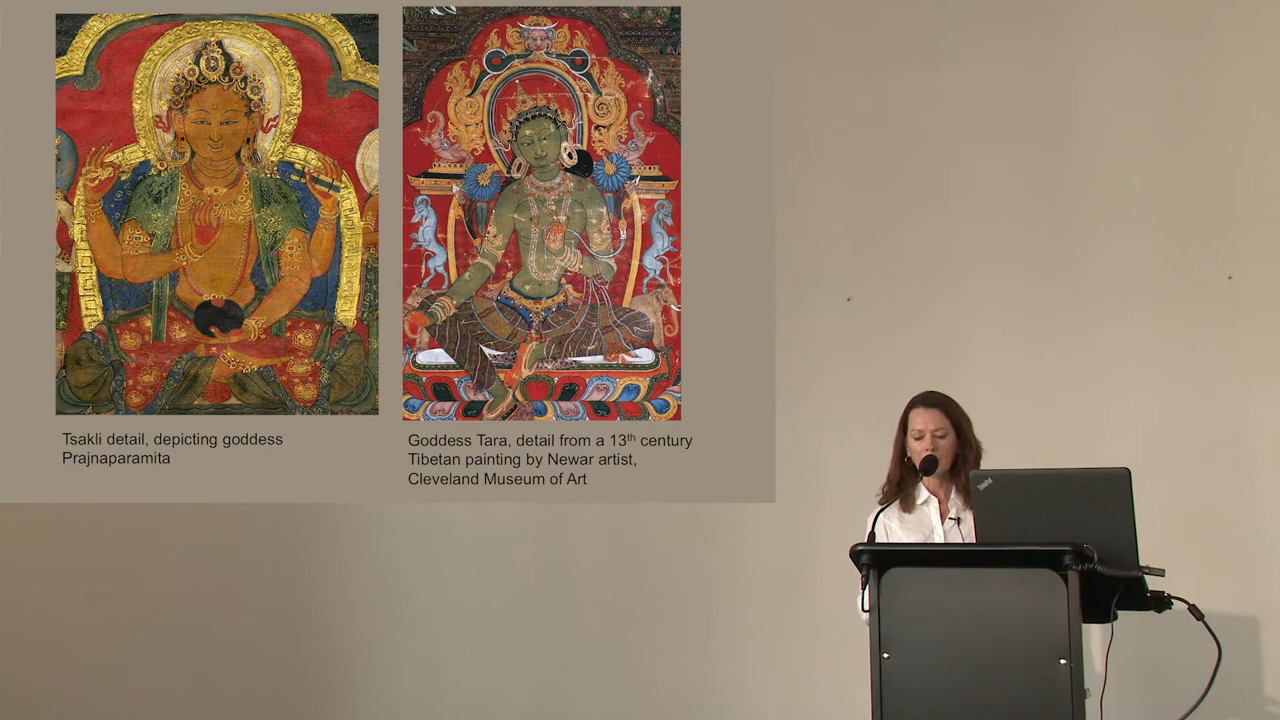 Tsakli detail, depicting goddess
Prajnaparamita
Goddess Tara, detail from a 13th century
Tibetan painting by Newar artist,
Cleveland Museum of Art
ThinkPad